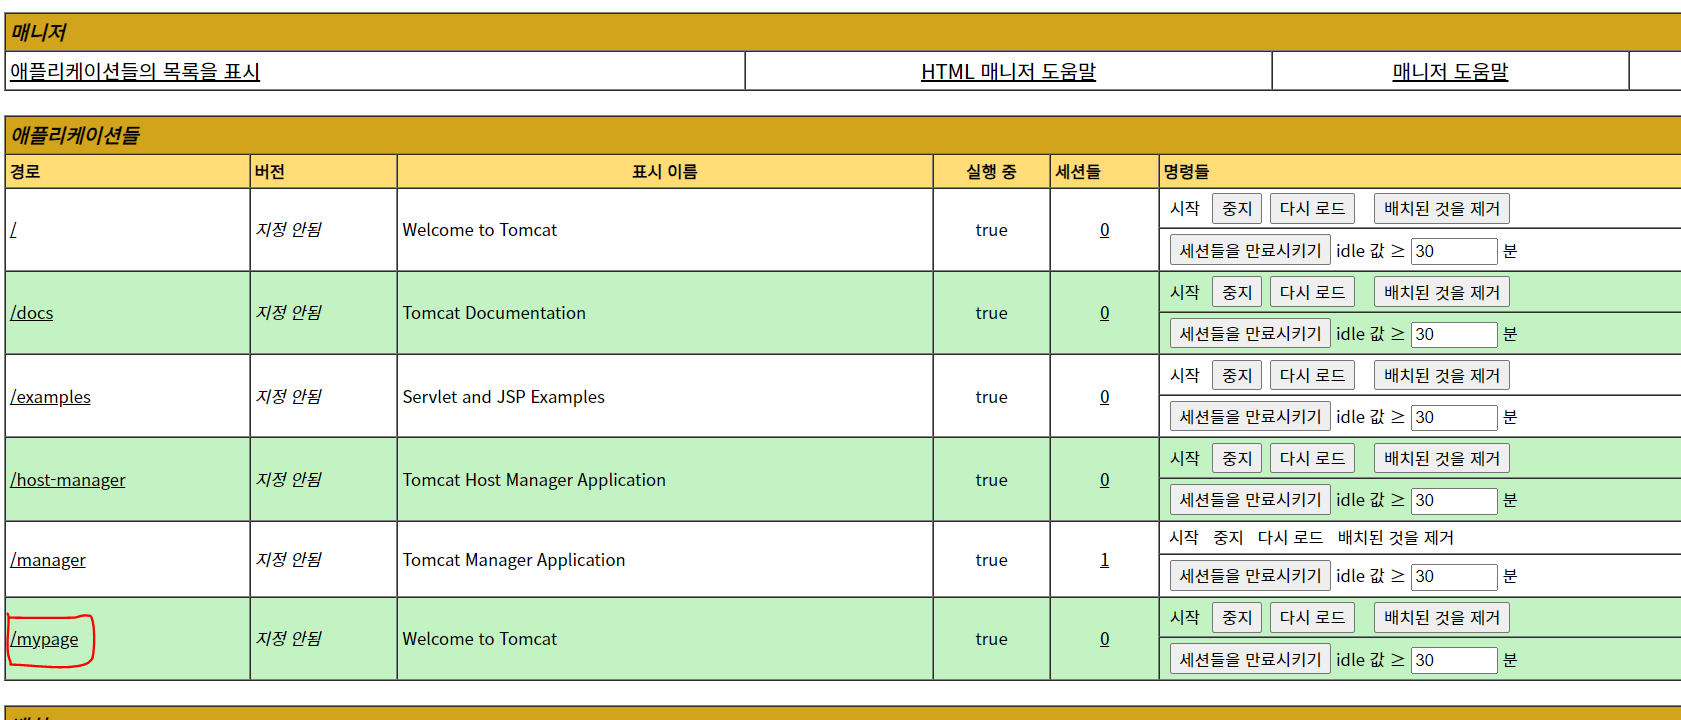 매니저
애플리케이션들의 목록을 표시 HTML 매니저 도움말 매니저 도움말
애플리케이션들
경로 버전 표시 이름 실행 중 세션들 명령들
/ 지정 안됨 Welcome to Tomcat true 0 시작 중지 다시 로드 배치된 것을 제거
세션들을 만료시키기 idle 값 ≥ 30 분
/docs 지정 안됨 Tomcat Documentation true 0 시작 중지 다시 로드 배치된 것을 제거
세션들을 만료시키기 idle 값 ≥ 30 분
/examples 지정 안됨 Servlet and JSP Examples true 0 시작 중지 다시 로드 배치된 것을 제거
세션들을 만료시키기 idle 값 ≥ 30 분
/host-manager 지정 안됨 Tomcat Host Manager Application true 0 시작 중지 다시 로드 배치된 것을 제거
세션들을 만료시키기 idle 값 ≥ 30 분
/manager 지정 안됨 Tomcat Manager Application true 1 시작 중지 다시 로드 배치된 것을 제거
세션들을 만료시키기 idle 값 ≥ 30 분
/mypage 지정 안됨 Welcome to Tomcat true 0 시작 중지 다시 로드 배치된 것을 제거
세션들을 만료시키기 idle 값 ≥ 30 분